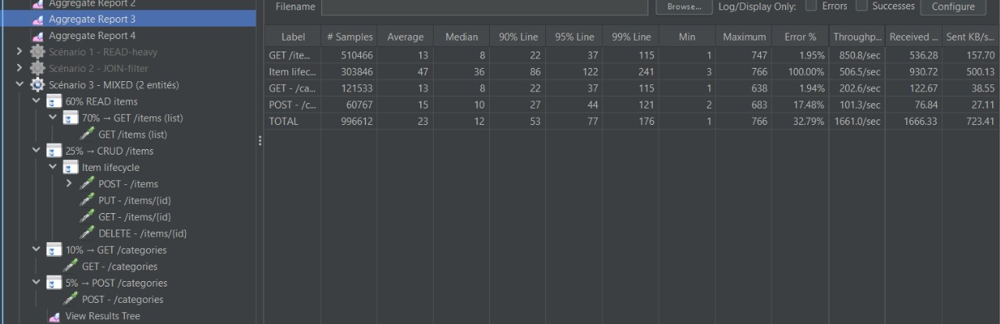 Aggregate Report 2
Aggregate Report 3
Aggregate Report 4
Scénario 1 - READ-heavy
Scénario 2 - JOIN-filter
Scénario 3 - MIXED (2 entités)
60% READ items
70% → GET /items (list)
GET /items (list)
25% → CRUD /items
Item lifecycle
POST - /items
PUT - /items/{id}
GET - /items/{id}
DELETE - /items/{id}
10% → GET /categories
GET - /categories
5% → POST /categories
POST - /categories
View Results Tree
Filename Browse... Log/Display Only: Errors Successes Configure
Label # Samples Average Median 90% Line 95% Line 99% Line Min Maximum Error % Throughp... Received ... Sent KB/s...
GET /ite... 510466 13 8 22 37 115 1 747 1.95% 850.8/sec 536.28 157.70
Item lifec... 303846 47 36 86 122 241 3 766 100.00% 506.5/sec 930.72 500.13
GET - /ca... 121533 13 8 22 37 115 1 638 1.94% 202.6/sec 122.67 38.55
POST - /c... 60767 15 10 27 44 121 2 683 17.48% 101.3/sec 76.84 27.11
TOTAL 996612 23 12 53 77 176 1 766 32.79% 1661.0/sec 1666.33 723.41